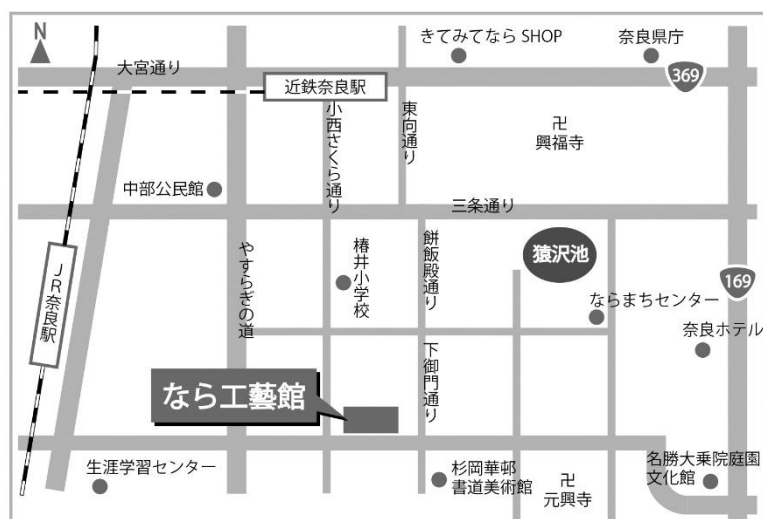 N
きてみてなら SHOP
奈良県庁
大宮通り
369
近鉄奈良駅
小西さくら通り
東向通り
卍
興福寺
中部公民館
三条通り
やすらぎの道
椿井小学校
餅飯殿通り
猿沢池
169
JR奈良駅
ならまちセンター
奈良ホテル
下御門通り
なら工藝館
生涯学習センター
杉岡華邨
書道美術館
卍
元興寺
名勝大乗院庭園
文化館